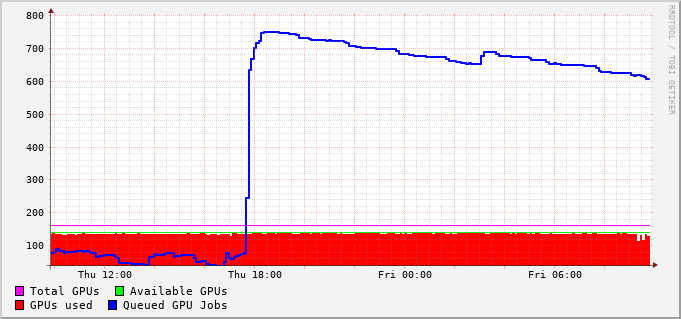 800
700
600
500
400
300
200
100
Thu 12:00 Thu 18:00 Fri 00:00 Fri 06:00
Total GPUs Available GPUs
GPUs used Queued GPU Jobs
RRDTOOL / TOBI OETIKER